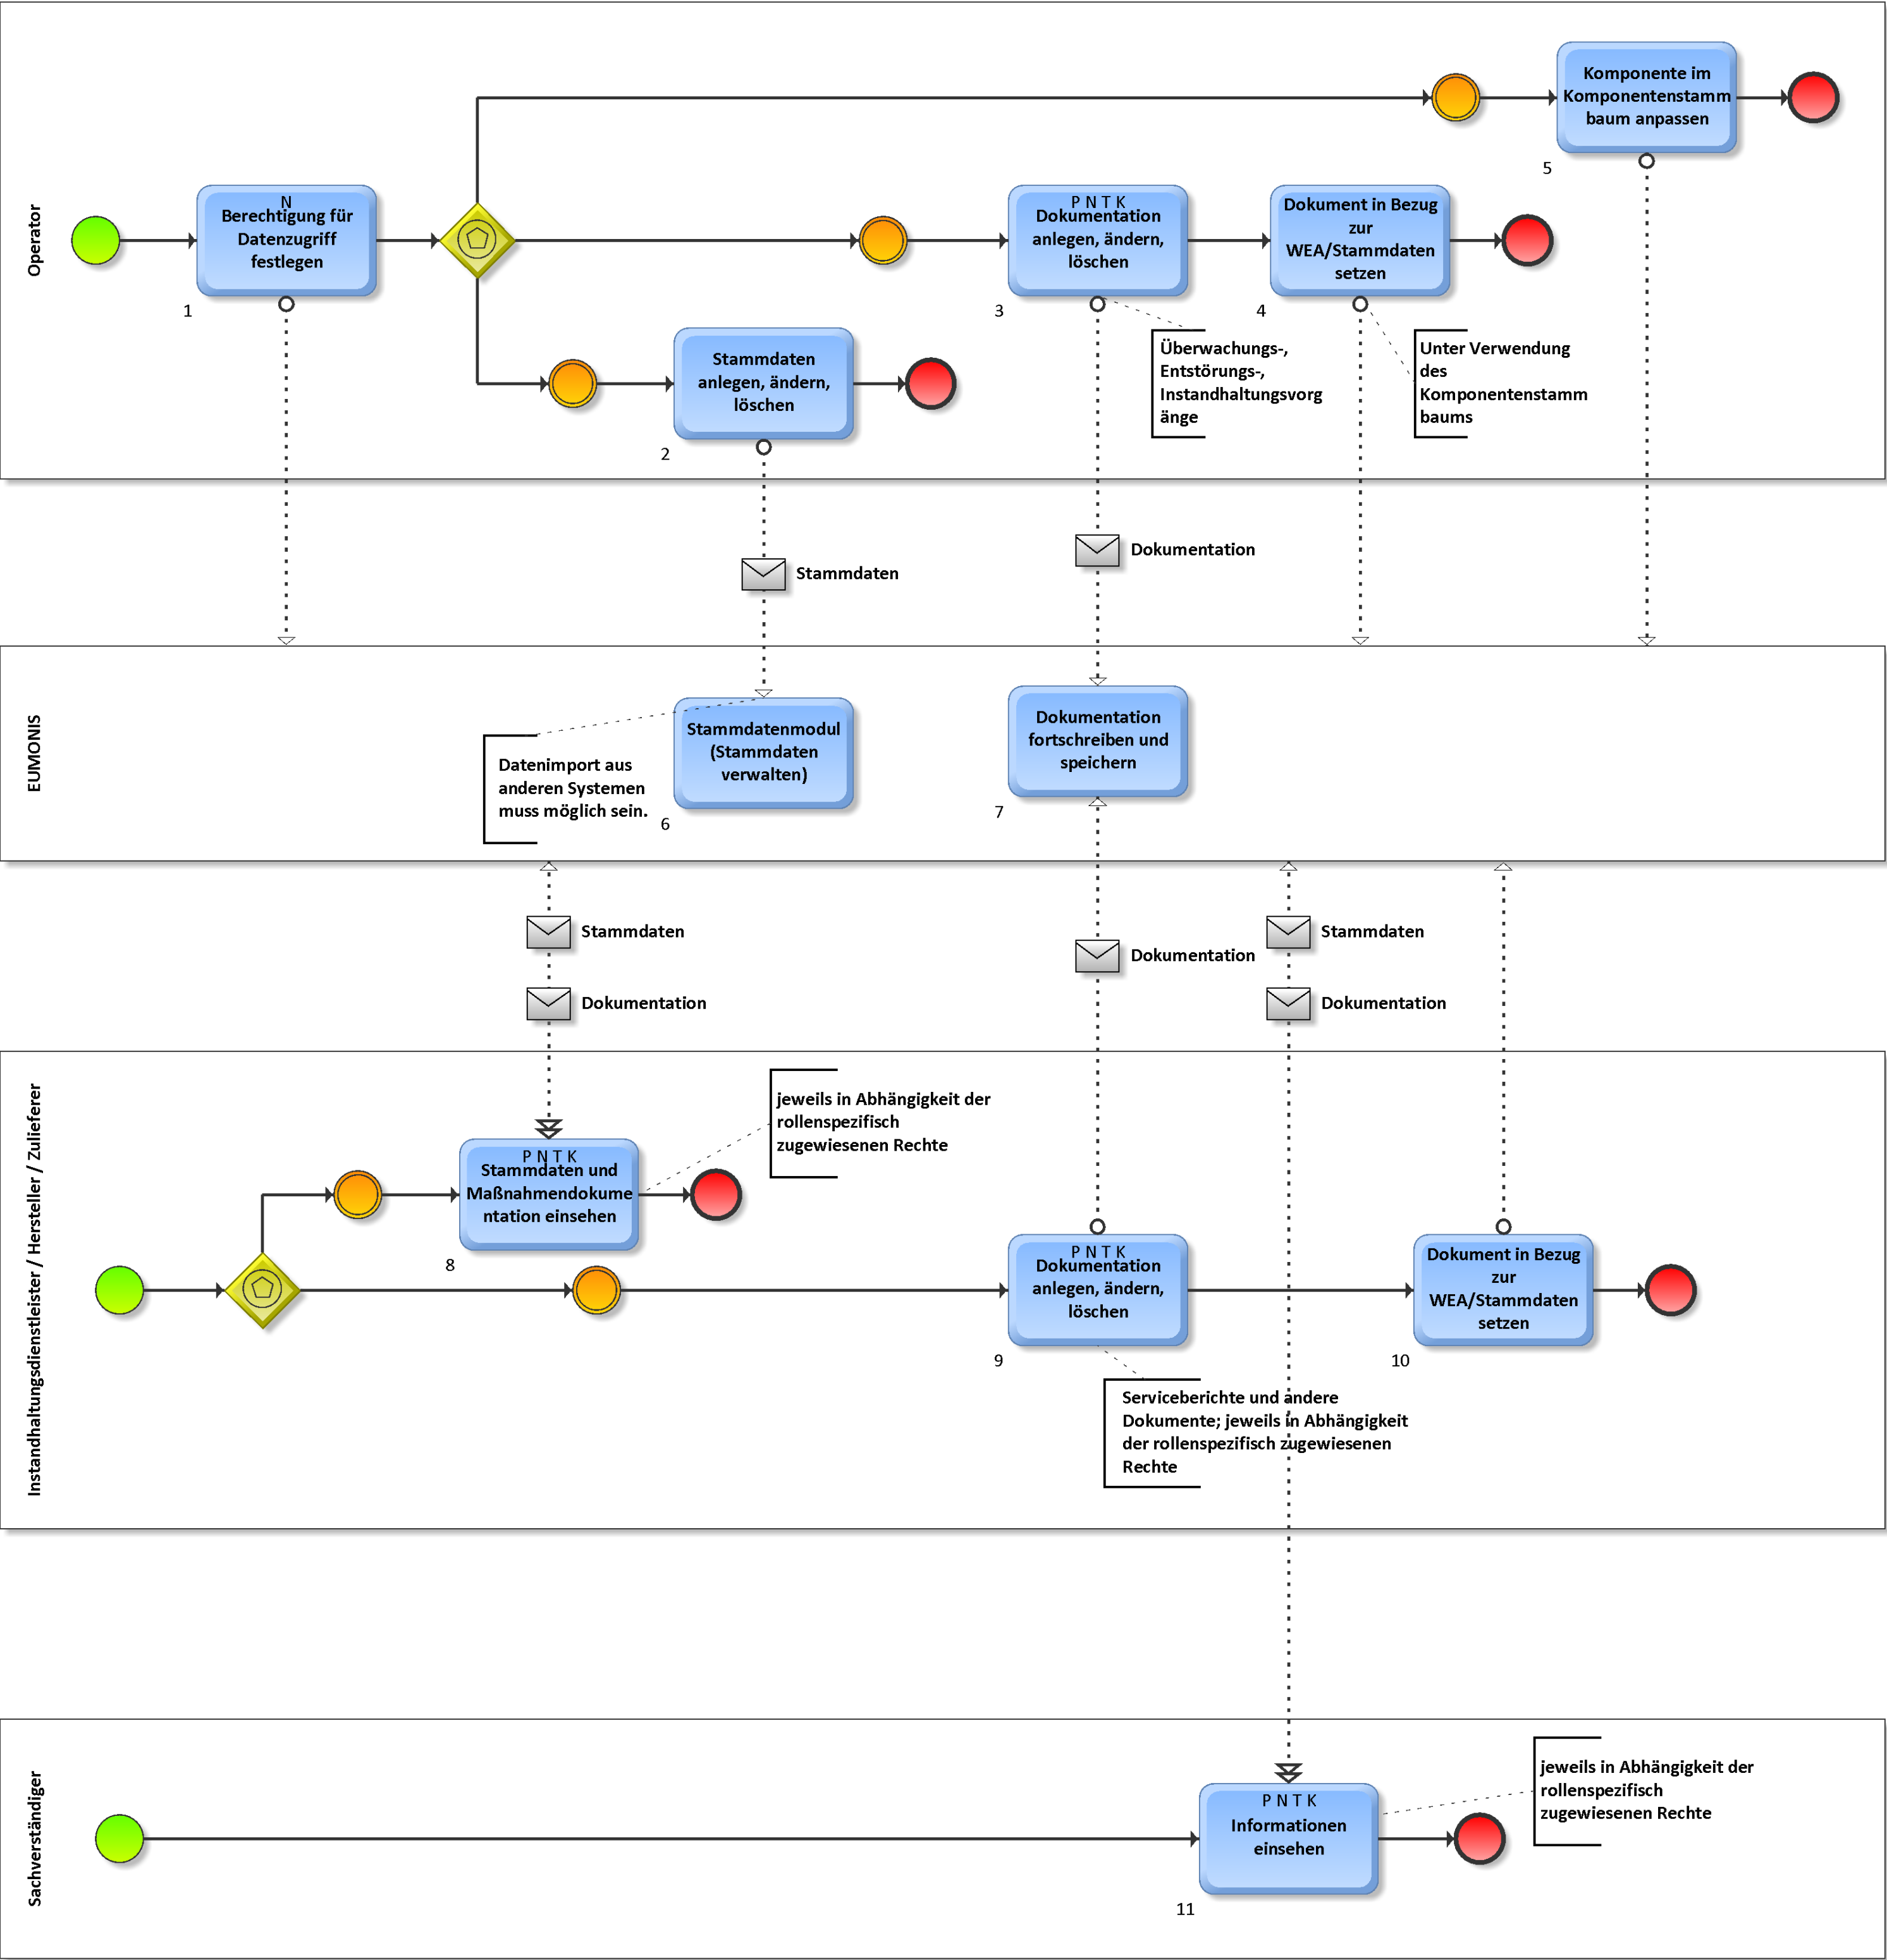 Operator
Komponente im
Komponentenstamm
baum anpassen
5
N
Berechtigung für
Datenzugriff
festlegen
1
P N T K
Dokumentation
anlegen, ändern,
löschen
3
Dokument in Bezug
zur
WEA/Stammdaten
setzen
4
Stammdaten
anlegen, ändern,
löschen
2
Überwachungs-,
Entstörungs-,
Instandhaltungsvorg
änge
Unter Verwendung
des
Komponentenstamm
baums
Dokumentation
Stammdaten
EUMONIS
Stammdatenmodul
(Stammdaten
verwalten)
6
Datenimport aus
anderen Systemen
muss möglich sein.
Dokumentation
fortschreiben und
speichern
7
Stammdaten
Dokumentation
Dokumentation
Stammdaten
Dokumentation
Instandhaltungsdienstleister / Hersteller / Zulieferer
jeweils in Abhängigkeit der
rollenspezifisch
zugewiesenen Rechte
P N T K
Stammdaten und
Maßnahmendokume
ntation einsehen
8
P N T K
Dokumentation
anlegen, ändern,
löschen
9
Dokument in Bezug
zur
WEA/Stammdaten
setzen
10
Serviceberichte und andere
Dokumente; jeweils in Abhängigkeit
der rollenspezifisch zugewiesenen
Rechte
Sachverständiger
P N T K
Informationen
einsehen
11
jeweils in Abhängigkeit der
rollenspezifisch
zugewiesenen Rechte